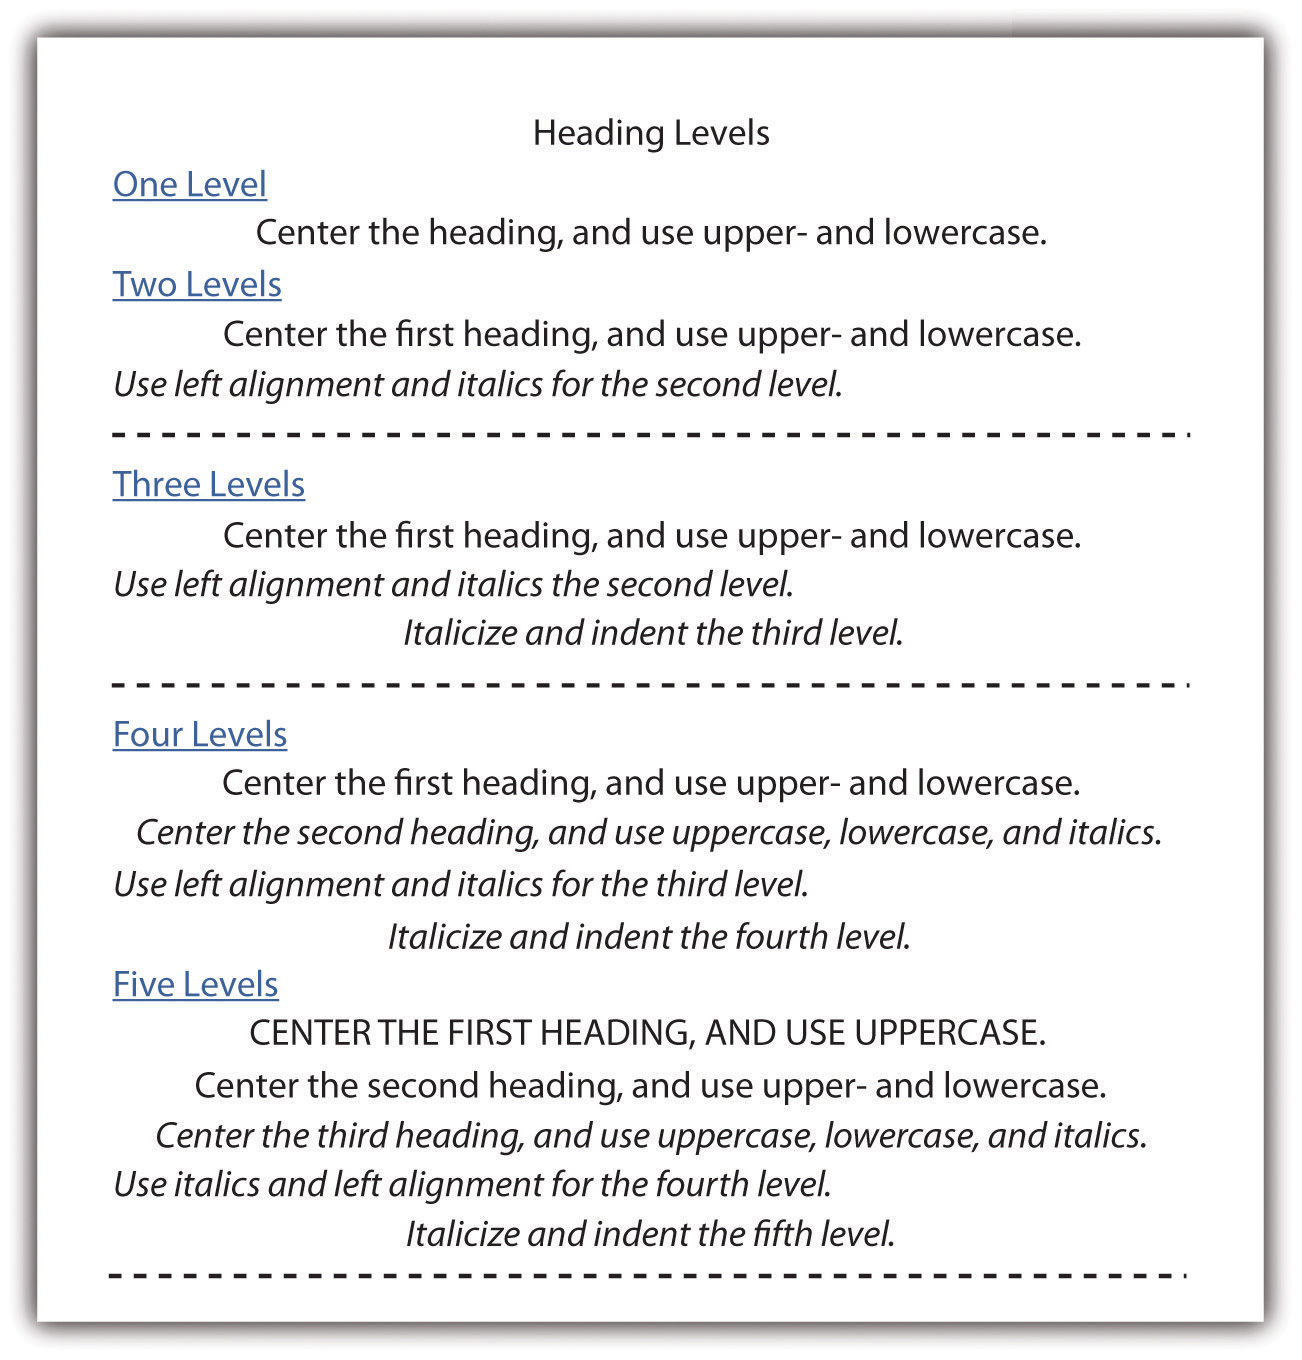 Heading Levels
One Level
Center the heading, and use upper- and lowercase.
Two Levels
Center the first heading, and use upper- and lowercase.
Use left alignment and italics for the second level.
Three Levels
Center the first heading, and use upper- and lowercase.
Use left alignment and italics the second level.
Italicize and indent the third level.
Four Levels
Center the first heading, and use upper- and lowercase.
Center the second heading, and use uppercase, lowercase, and italics.
Use left alignment and italics for the third level.
Italicize and indent the fourth level.
Five Levels
CENTER THE FIRST HEADING, AND USE UPPERCASE.
Center the second heading, and use upper- and lowercase.
Center the third heading, and use uppercase, lowercase, and italics.
Use italics and left alignment for the fourth level.
Italicize and indent the fifth level.